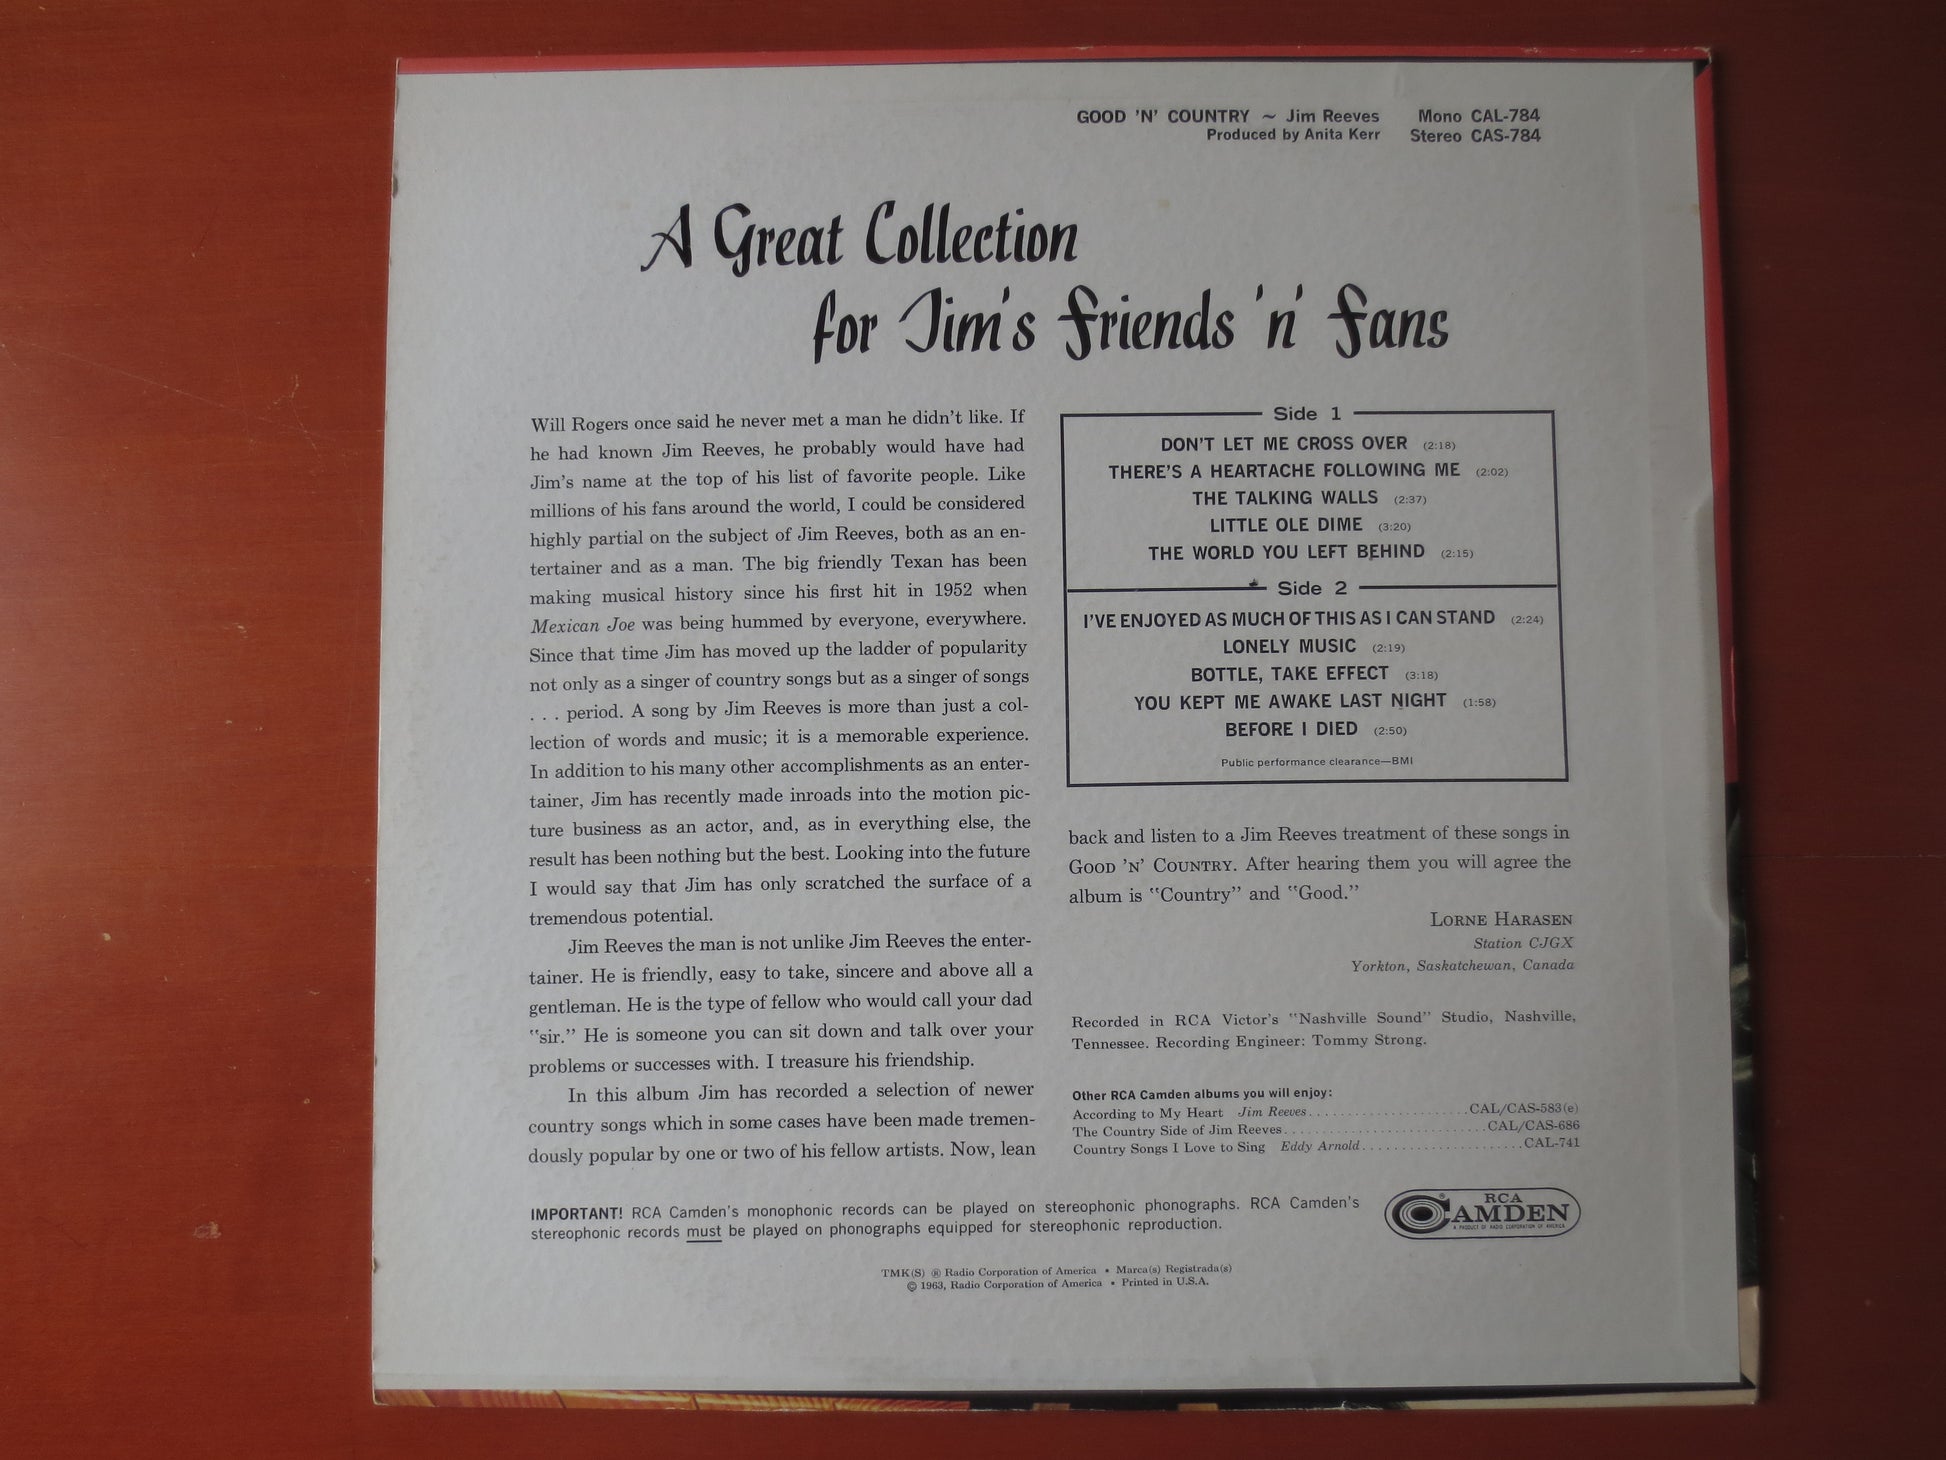 GOOD 'N' COUNTRY ~ Jim Reeves Mono CAL-784
Produced by Anita Kerr Stereo CAS-784
A Great Collection
for Jim's Friends 'n' Fans
Will Rogers once said he never met a man he didn't like. If
he had known Jim Reeves, he probably would have had
Jim's name at the top of his list of favorite people. Like
millions of his fans around the world, I could be considered
highly partial on the subject of Jim Reeves, both as an en-
tertainer and as a man. The big friendly Texan has been
making musical history since his first hit in 1952 when
Mexican Joe was being hummed by everyone, everywhere.
Since that time Jim has moved up the ladder of popularity
not only as a singer of country songs but as a singer of songs
. . . period. A song by Jim Reeves is more than just a col-
lection of words and music; it is a memorable experience.
In addition to his many other accomplishments as an enter-
tainer, Jim has recently made inroads into the motion pic-
ture business as an actor, and, as in everything else, the
result has been nothing but the best. Looking into the future
I would say that Jim has only scratched the surface of a
tremendous potential.
Jim Reeves the man is not unlike Jim Reeves the enter-
tainer. He is friendly, easy to take, sincere and above all a
gentleman. He is the type of fellow who would call your dad
"sir." He is someone you can sit down and talk over your
problems or successes with. I treasure his friendship.
In this album Jim has recorded a selection of newer
country songs which in some cases have been made tremen-
dously popular by one or two of his fellow artists. Now, lean
Side 1
DON'T LET ME CROSS OVER (2:18)
THERE'S A HEARTACHE FOLLOWING ME (2:02)
THE TALKING WALLS (2:37)
LITTLE OLE DIME (3:20)
THE WORLD YOU LEFT BEHIND (2:15)
Side 2
I'VE ENJOYED AS MUCH OF THIS AS I CAN STAND (2:24)
LONELY MUSIC (2:19)
BOTTLE, TAKE EFFECT (3:18)
YOU KEPT ME AWAKE LAST NIGHT (1:58)
BEFORE I DIED (2:50)
Public performance clearance—BMI
back and listen to a Jim Reeves treatment of these songs in
GOOD 'N' COUNTRY. After hearing them you will agree the
album is "Country" and "Good."
LORNE HARASEN
Station CJGX
Yorkton, Saskatchewan, Canada
Recorded in RCA Victor's "Nashville Sound" Studio, Nashville,
Tennessee. Recording Engineer: Tommy Strong.
Other RCA Camden albums you will enjoy:
According to My Heart Jim Reeves......................CAL/CAS-583(e)
The Country Side of Jim Reeves...........................CAL/CAS-686
Country Songs I Love to Sing Eddy Arnold.....................CAL-741
IMPORTANT! RCA Camden's monophonic records can be played on stereophonic phonographs. RCA Camden's
stereophonic records must be played on phonographs equipped for stereophonic reproduction.
RCA
CAMDEN ®
A PRODUCT OF RADIO CORPORATION OF AMERICA
TMK(S) ® Radio Corporation of America • Marca(s) Registrada(s)
© 1963, Radio Corporation of America • Printed in U.S.A.